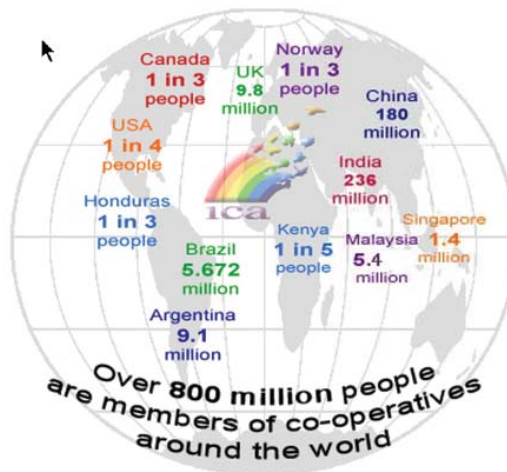 Canada
1 in 3
people
UK
9.8
million
Norway
1 in 3
people
China
180
million
USA
1 in 4
people
India
236
million
ica
Honduras
1 in 3
people
Kenya
1 in 5
people
Malaysia
5.4
million
Singapore
1.4
million
Brazil
5.672
million
Argentina
9.1
million
Over 800 million people
are members of co-operatives
around the world